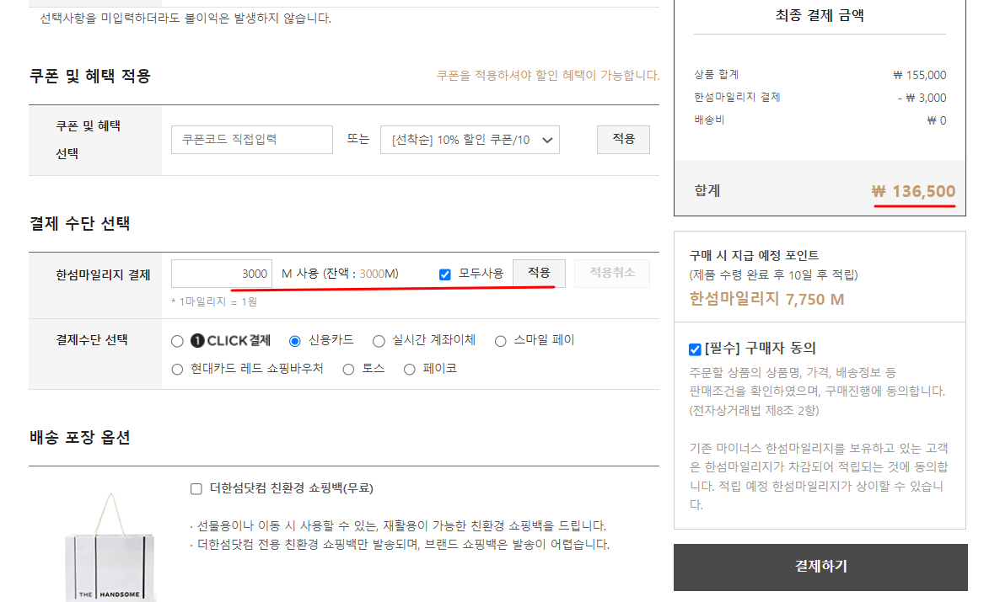 선택사항을 미입력하더라도 불이익은 발생하지 않습니다.
쿠폰 및 혜택 적용
쿠폰을 적용하셔야 할인 혜택이 가능합니다.
쿠폰 및 혜택
선택
쿠폰코드 직접입력
또는
[선착순] 10% 할인 쿠폰/10
적용
결제 수단 선택
한섬마일리지 결제
3000 M 사용 (잔액 : 3000M)
모두사용
적용
적용취소
* 1마일리지 = 1원
결제수단 선택
1 CLICK결제
신용카드
실시간 계좌이체
스마일 페이
현대카드 레드 쇼핑바우처
토스
페이코
배송 포장 옵션
더한섬닷컴 친환경 쇼핑백(무료)
· 선물용이나 이동 시 사용할 수 있는, 재활용이 가능한 친환경 쇼핑백을 드립니다.
· 더한섬닷컴 전용 친환경 쇼핑백만 발송되며, 브랜드 쇼핑백은 발송이 어렵습니다.
THE HANDSOME
최종 결제 금액
상품 합계 ₩ 155,000
한섬마일리지 결제 - ₩ 3,000
배송비 ₩ 0
합계 ₩ 136,500
구매 시 지급 예정 포인트
(제품 수령 완료 후 10일 후 적립)
한섬마일리지 7,750 M
[필수] 구매자 동의
주문할 상품의 상품명, 가격, 배송정보 등
판매조건을 확인하였으며, 구매진행에 동의합니다.
(전자상거래법 제8조 2항)
기존 마이너스 한섬마일리지를 보유하고 있는 고객
은 한섬마일리지가 차감되어 적립되는 것에 동의합
니다. 적립 예정 한섬마일리지가 상이할 수 있습니
다.
결제하기